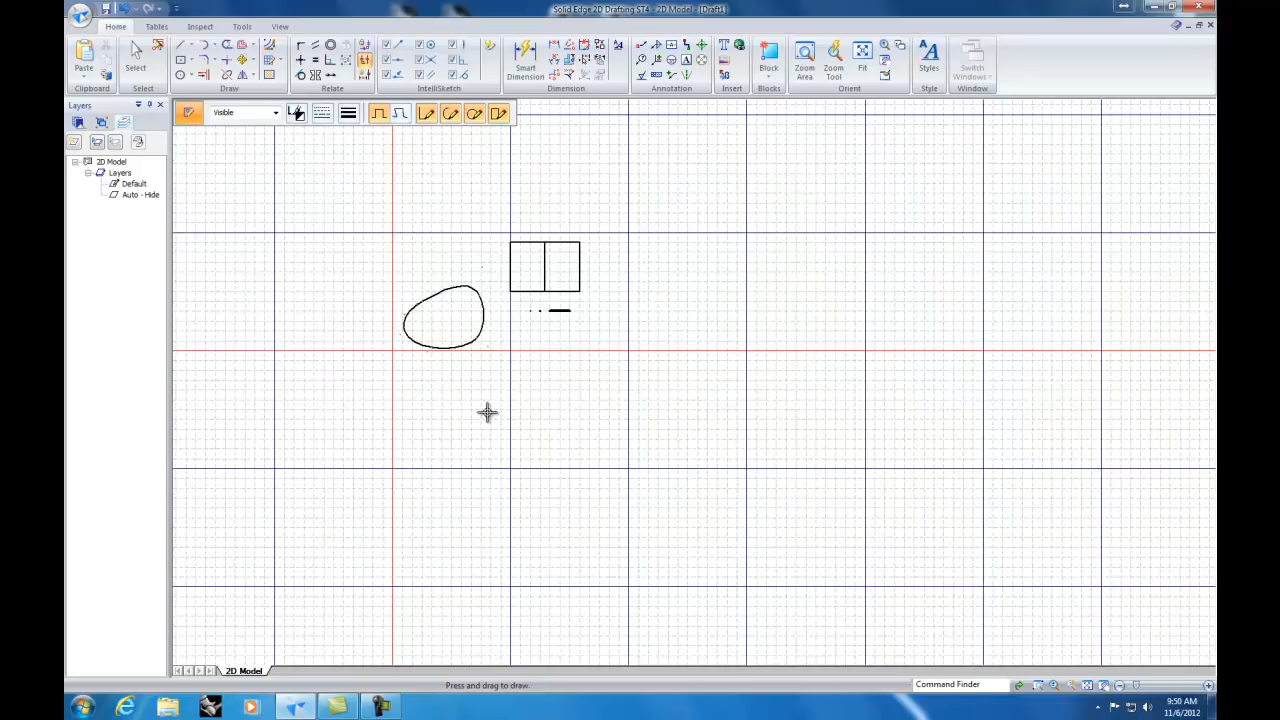 Solid Edge 2D Drafting ST4 - 2D Model - [Draft1]
Home Tables Inspect Tools View
Paste Select Smart Dimension Block Zoom Area Zoom Tool Fit Styles Switch Windows
Clipboard Select Draw Relate IntelliSketch Dimension Annotation Insert Blocks Orient Style Window
Layers
Visible
2D Model
Layers
Default
Auto - Hide
2D Model
Press and drag to draw.
Command Finder
9:50 AM
11/6/2012